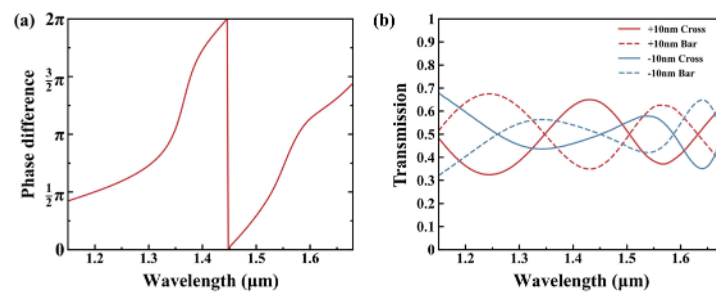 (a)
2π
3/2 π
π
1/2 π
0
Phase difference
1.2 1.3 1.4 1.5 1.6
Wavelength (μm)
(b)
1
0.9
0.8
0.7
0.6
0.5
0.4
0.3
0.2
0.1
0
Transmission
+10nm Cross
+10nm Bar
-10nm Cross
-10nm Bar
1.2 1.3 1.4 1.5 1.6
Wavelength (μm)